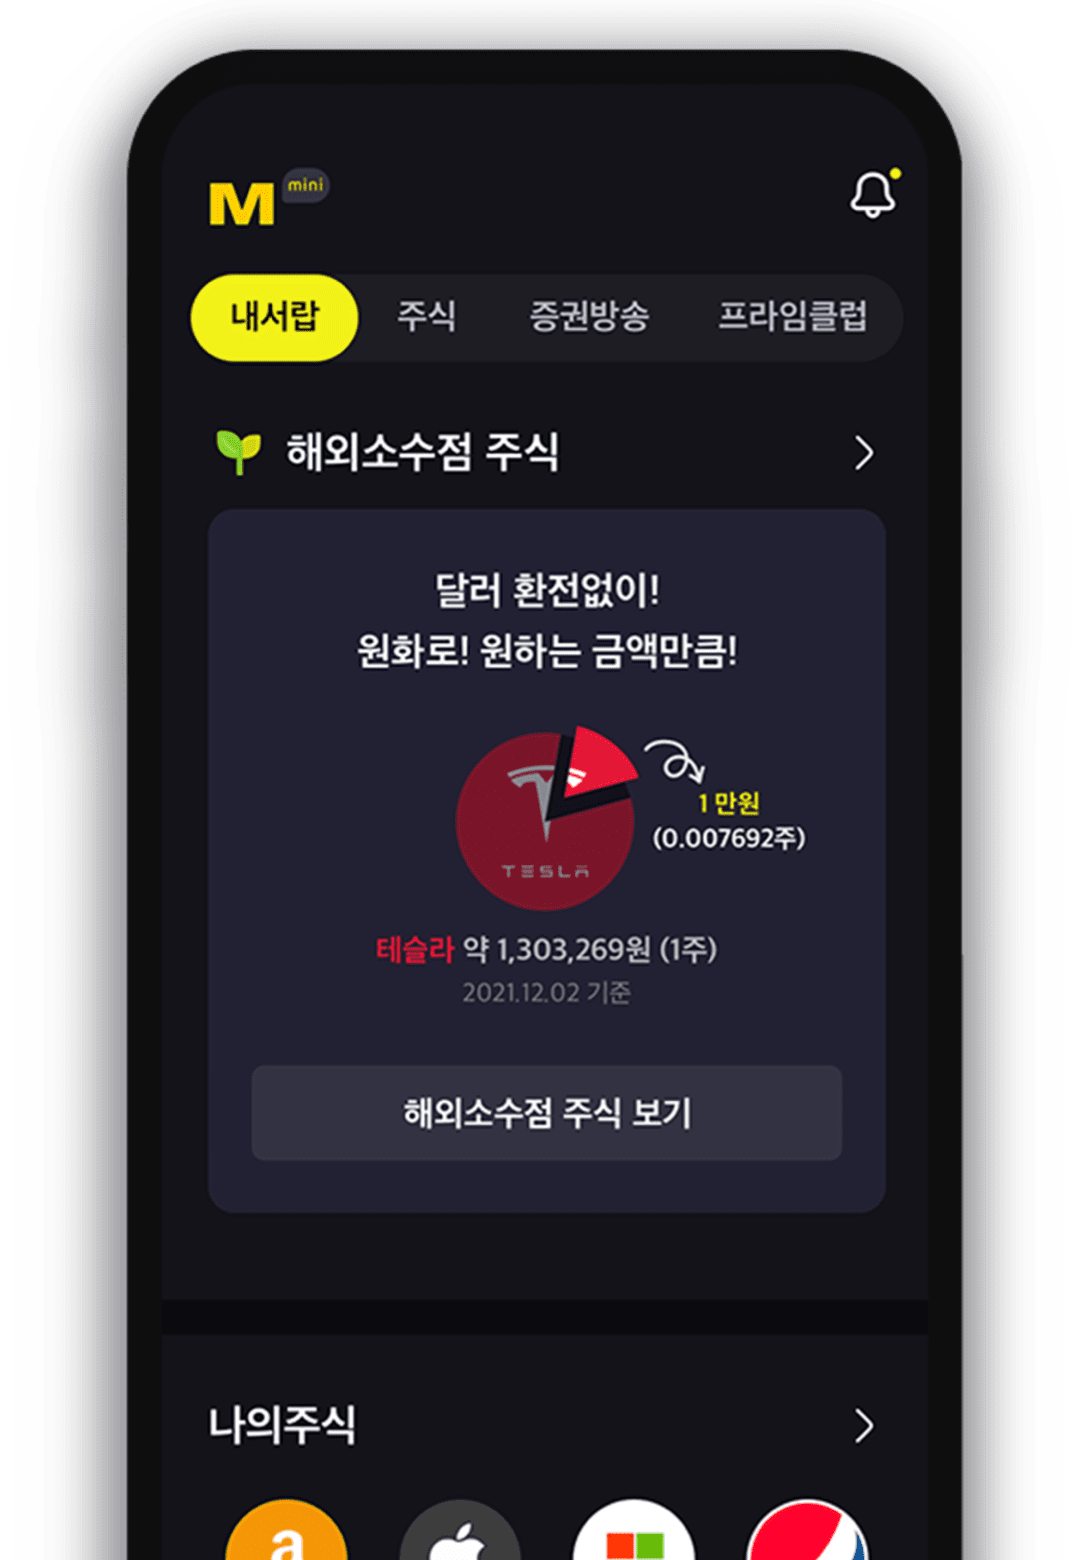 M mini
내서랍 주식 증권방송 프라임클럽
해외소수점 주식
달러 환전없이!
원화로! 원하는 금액만큼!
1만원
(0.007692주)
TESLA
테슬라 약 1,303,269원 (1주)
2021.12.02 기준
해외소수점 주식 보기
나의주식
a